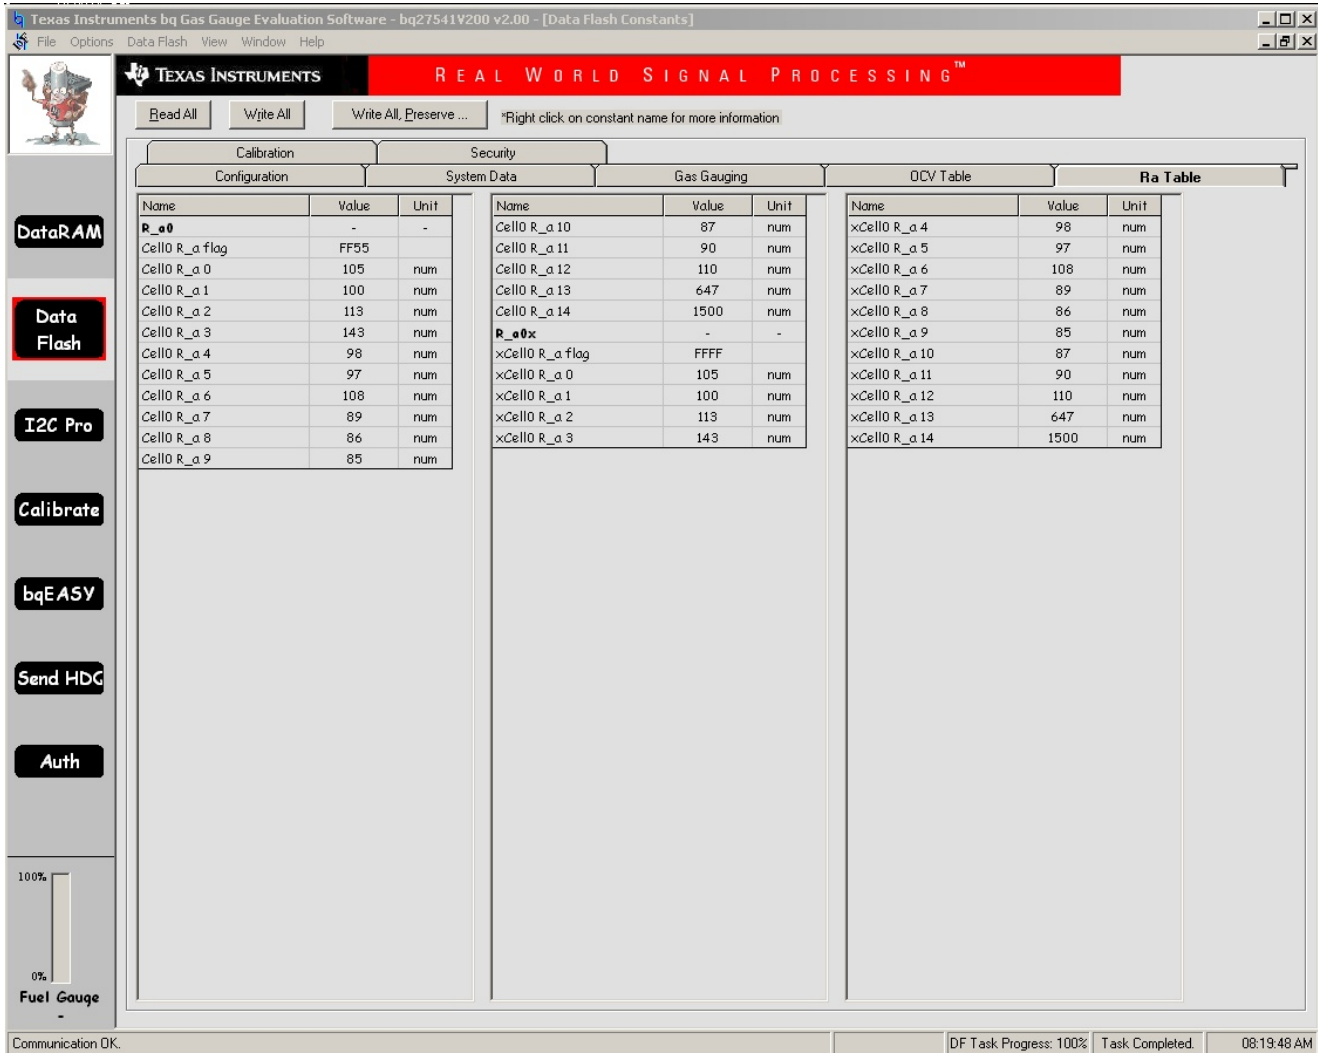 Texas Instruments bq Gas Gauge Evaluation Software - bq27541V200 v2.00 - [Data Flash Constants]
File Options Data Flash View Window Help
TEXAS INSTRUMENTS REAL WORLD SIGNAL PROCESSING™
Read All Write All Write All, Preserve ... *Right click on constant name for more information
Calibration Security
Configuration System Data Gas Gauging OCV Table Ra Table
DataRAM
Data
Flash
I2C Pro
Calibrate
bqEASY
Send HDG
Auth
100%
0%
Fuel Gauge
-
Name Value Unit
R_a0 - -
Cell0 R_a flag FF55
Cell0 R_a 0 105 num
Cell0 R_a 1 100 num
Cell0 R_a 2 113 num
Cell0 R_a 3 143 num
Cell0 R_a 4 98 num
Cell0 R_a 5 97 num
Cell0 R_a 6 108 num
Cell0 R_a 7 89 num
Cell0 R_a 8 86 num
Cell0 R_a 9 85 num
Name Value Unit
Cell0 R_a 10 87 num
Cell0 R_a 11 90 num
Cell0 R_a 12 110 num
Cell0 R_a 13 647 num
Cell0 R_a 14 1500 num
R_a0x - -
xCell0 R_a flag FFFF
xCell0 R_a 0 105 num
xCell0 R_a 1 100 num
xCell0 R_a 2 113 num
xCell0 R_a 3 143 num
Name Value Unit
xCell0 R_a 4 98 num
xCell0 R_a 5 97 num
xCell0 R_a 6 108 num
xCell0 R_a 7 89 num
xCell0 R_a 8 86 num
xCell0 R_a 9 85 num
xCell0 R_a 10 87 num
xCell0 R_a 11 90 num
xCell0 R_a 12 110 num
xCell0 R_a 13 647 num
xCell0 R_a 14 1500 num
Communication OK. DF Task Progress: 100% Task Completed. 08:19:48 AM